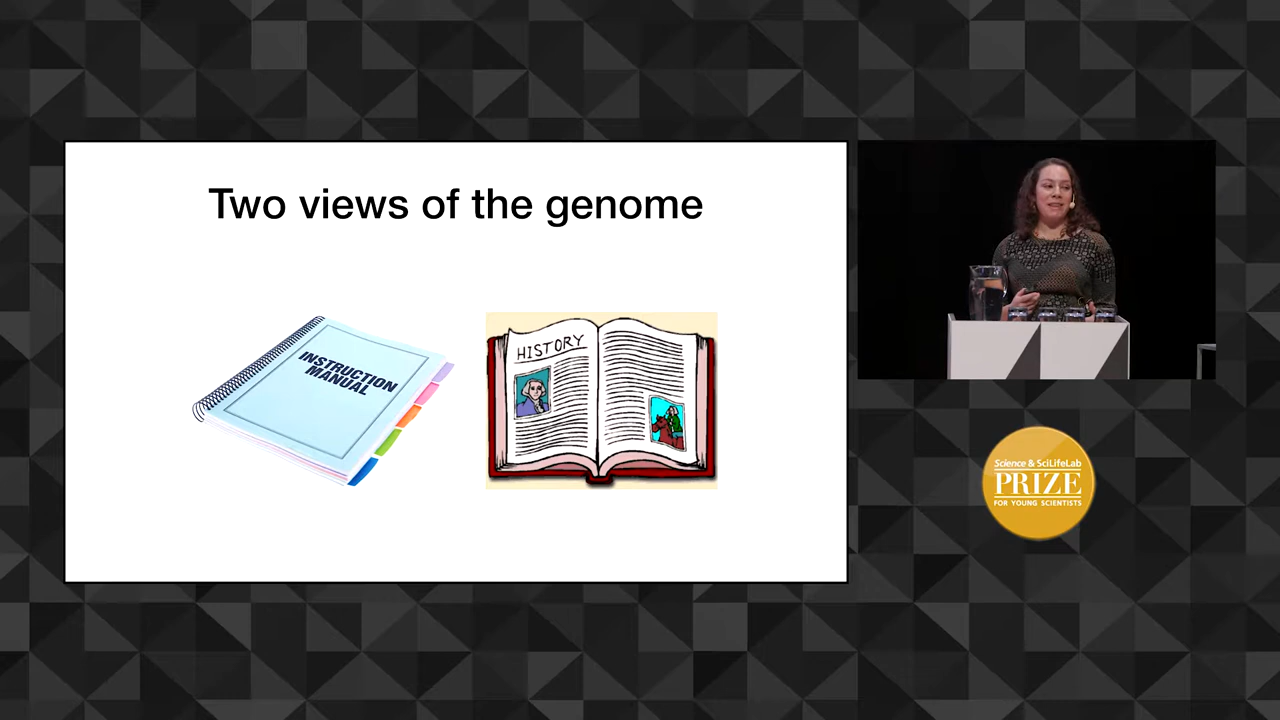 Two views of the genome
INSTRUCTION
MANUAL
HISTORY
Science & SciLifeLab
PRIZE
FOR YOUNG SCIENTISTS